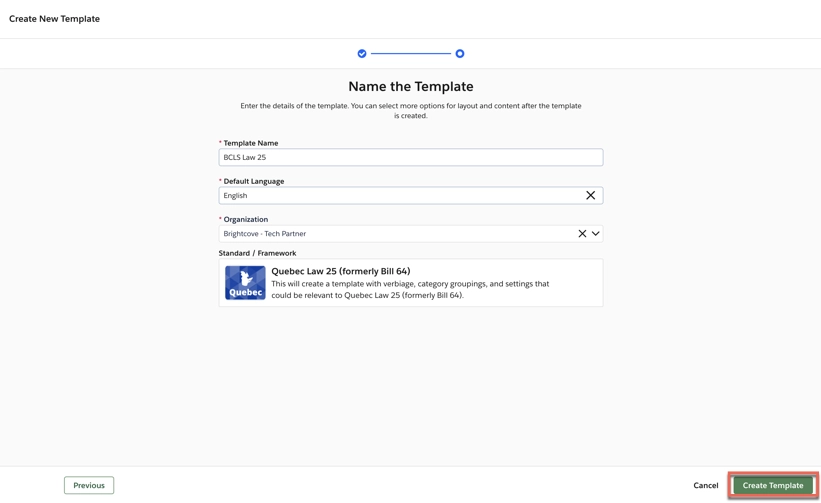 Create New Template
Name the Template
Enter the details of the template. You can select more options for layout and content after the template
is created.
* Template Name
BCLS Law 25
* Default Language
English
* Organization
Brightcove - Tech Partner
Standard / Framework
Quebec
Quebec Law 25 (formerly Bill 64)
This will create a template with verbiage, category groupings, and settings that
could be relevant to Quebec Law 25 (formerly Bill 64).
Previous
Cancel
Create Template